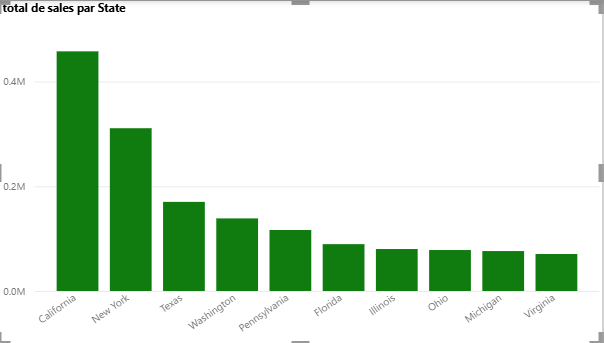 total de sales par State
0.4M
0.2M
0.0M
California
New York
Texas
Washington
Pennsylvania
Florida
Illinois
Ohio
Michigan
Virginia